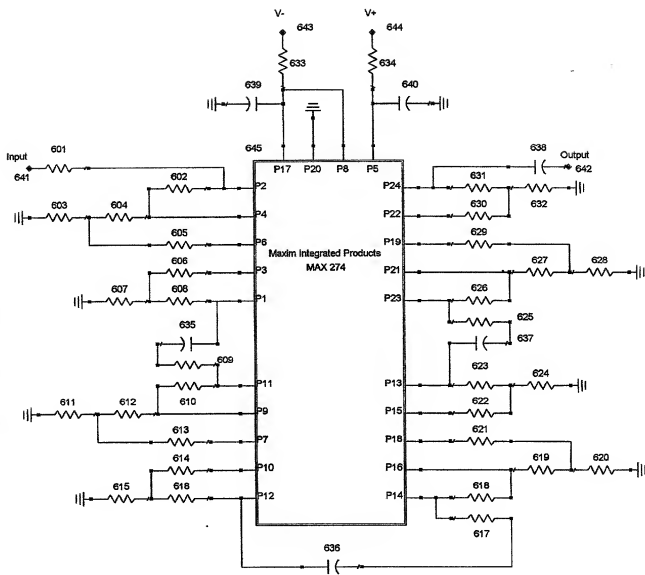 V-
V+
643
644
633
634
639
640
645
P17
P20
P8
P5
601
Input
641
602
P2
603
604
P4
605
P6
606
P3
607
608
P1
Maxim Integrated Products
MAX 274
638
Output
642
P24
631
632
P22
630
629
P19
P21
627
628
P23
626
625
637
635
609
P11
610
611
612
P9
613
P7
614
P10
615
618
P12
623
P13
624
622
P15
621
P18
619
620
P16
618
P14
617
636